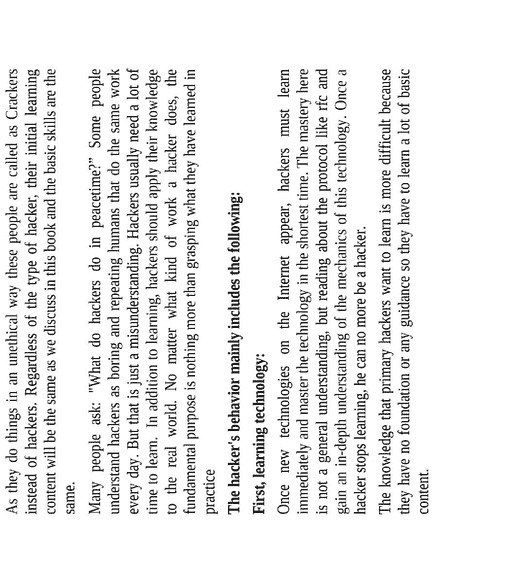 As they do things in an unethical way these people are called as Crackers
instead of hackers. Regardless of the type of hacker, their initial learning
content will be the same as we discuss in this book and the basic skills are the
same.
Many people ask: "What do hackers do in peacetime?" Some people
understand hackers as boring and repeating humans that do the same work
every day. But that is just a misunderstanding. Hackers usually need a lot of
time to learn. In addition to learning, hackers should apply their knowledge
to the real world. No matter what kind of work a hacker does, the
fundamental purpose is nothing more than grasping what they have learned in
practice
The hacker's behavior mainly includes the following:
First, learning technology:
Once new technologies on the Internet appear, hackers must learn
immediately and master the technology in the shortest time. The mastery here
is not a general understanding, but reading about the protocol like rfc and
gain an in-depth understanding of the mechanics of this technology. Once a
hacker stops learning, he can no more be a hacker.
The knowledge that primary hackers want to learn is more difficult because
they have no foundation or any guidance so they have to learn a lot of basic
content.